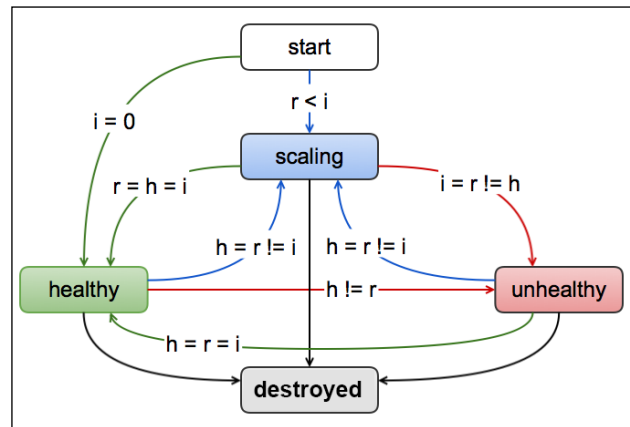 start
r < i
i = 0
scaling
r = h = i
i = r != h
h = r != i
h = r != i
healthy
h != r
unhealthy
h = r = i
destroyed